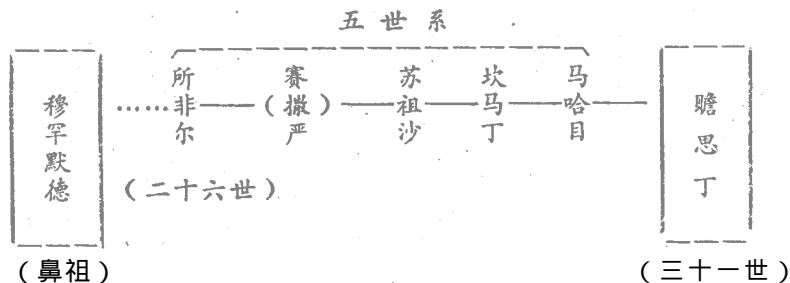 五世系
穆罕默德
……所非尔——赛（撒）严——苏祖沙——坎马丁——马哈目——
赡思丁
（二十六世）
（鼻祖）
（三十一世）